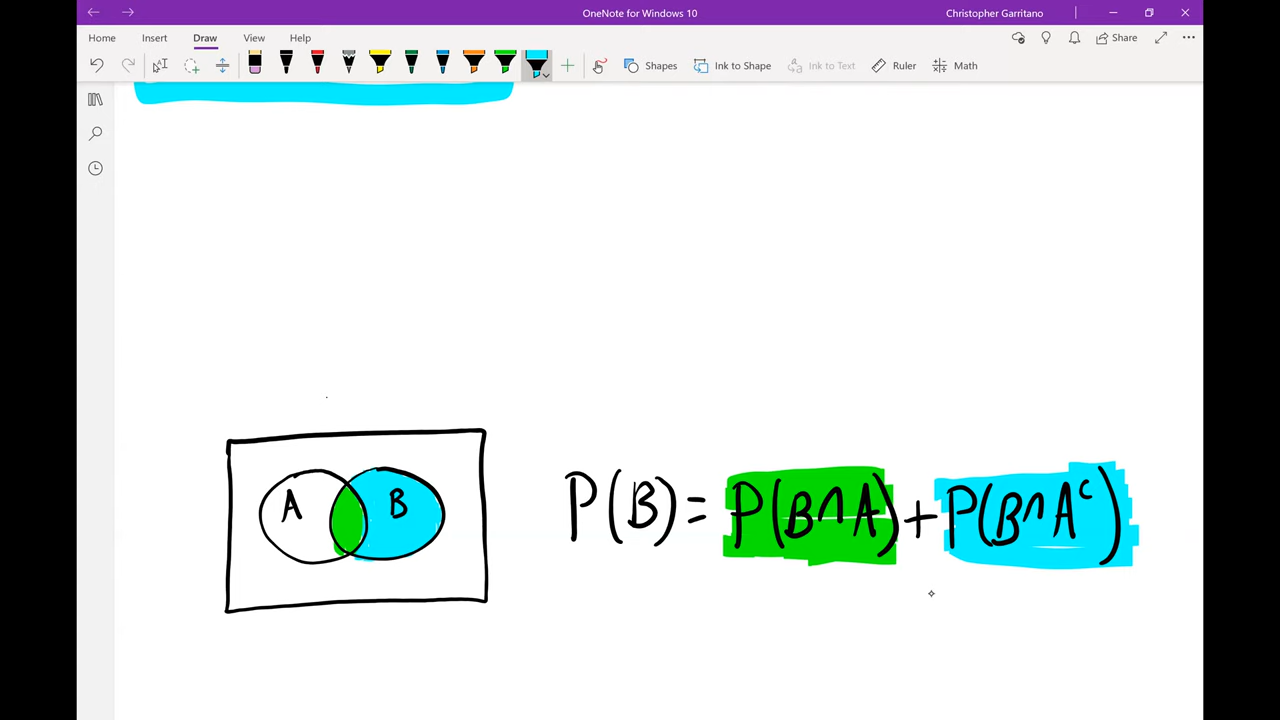 OneNote for Windows 10
Christopher Garritano
Home Insert Draw View Help
Share
Shapes Ink to Shape Ink to Text Ruler Math
A B
P(B) = P(B∩A) + P(B∩Aᶜ)